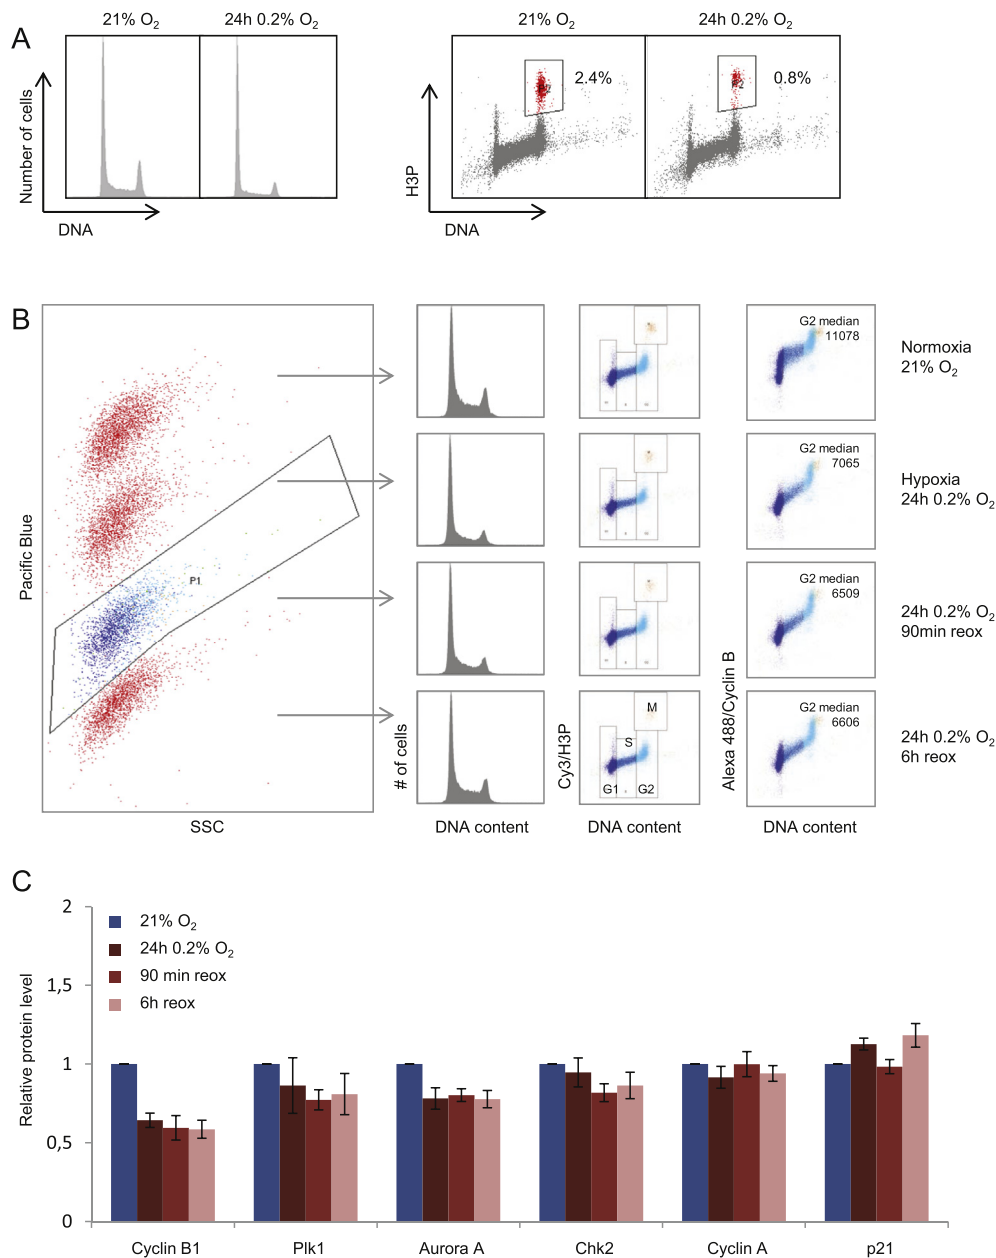 A
21% O₂
24h 0.2% O₂
Number of cells
DNA
21% O₂
24h 0.2% O₂
2.4%
0.8%
H3P
DNA
B
Pacific Blue
P1
SSC
# of cells
DNA content
Cy3/H3P
M
S
G1
G2
DNA content
Alexa 488/Cyclin B
G2 median
11078
G2 median
7065
G2 median
6509
G2 median
6606
DNA content
Normoxia
21% O₂
Hypoxia
24h 0.2% O₂
24h 0.2% O₂
90min reox
24h 0.2% O₂
6h reox
C
Relative protein level
2
1,5
1
0,5
0
21% O₂
24h 0.2% O₂
90 min reox
6h reox
Cyclin B1
Plk1
Aurora A
Chk2
Cyclin A
p21